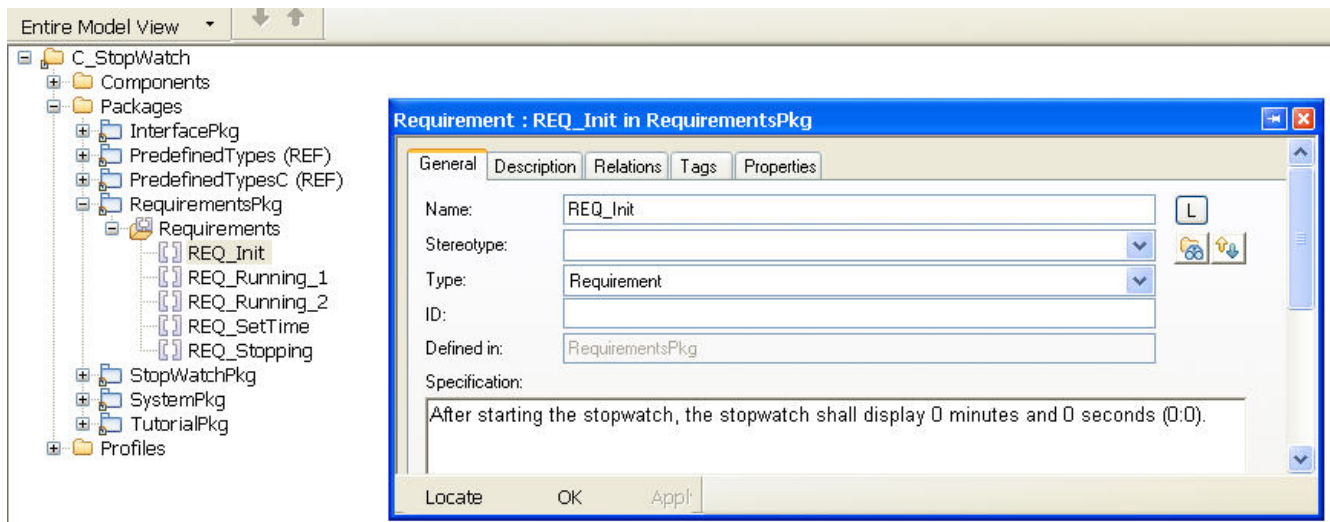 Entire Model View
C_StopWatch
Components
Packages
InterfacePkg
PredefinedTypes (REF)
PredefinedTypesC (REF)
RequirementsPkg
Requirements
REQ_Init
REQ_Running_1
REQ_Running_2
REQ_SetTime
REQ_Stopping
StopWatchPkg
SystemPkg
TutorialPkg
Profiles
Requirement : REQ_Init in RequirementsPkg
General Description Relations Tags Properties
Name: REQ_Init L
Stereotype:
Type: Requirement
ID:
Defined in: RequirementsPkg
Specification:
After starting the stopwatch, the stopwatch shall display 0 minutes and 0 seconds (0:0).
Locate OK Apply